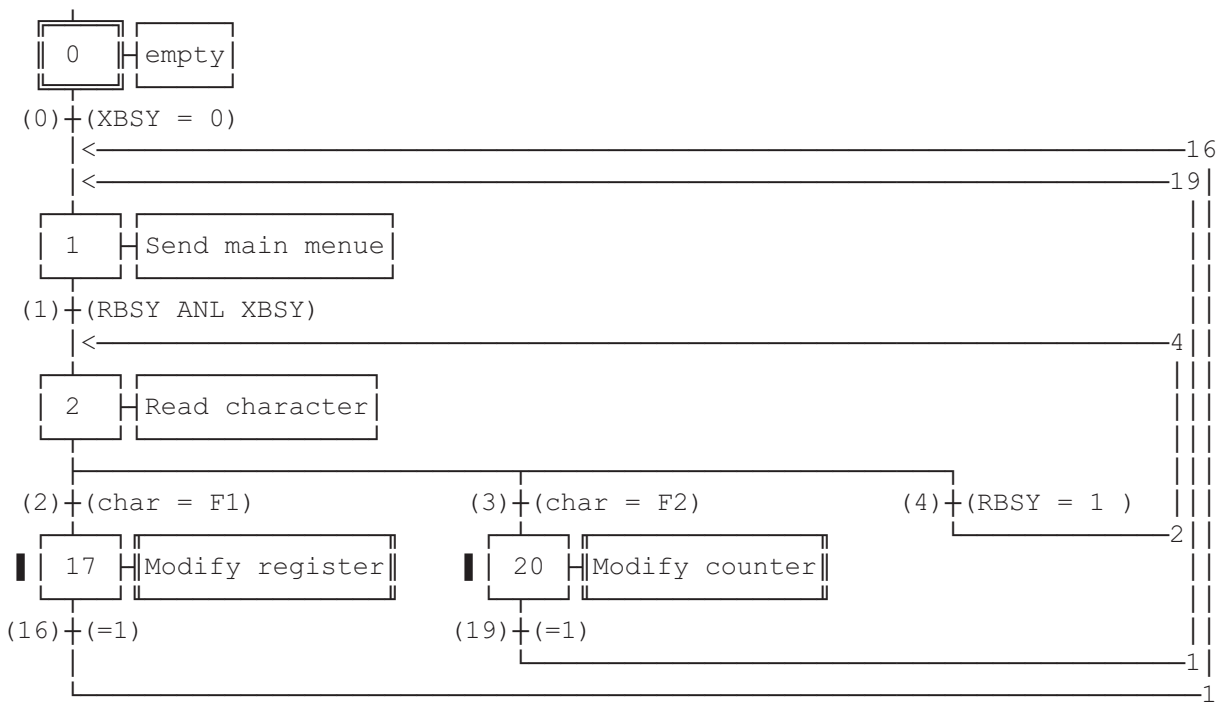 0 empty
(0) (XBSY = 0)
<16
<19
1 Send main menue
(1) (RBSY ANL XBSY)
<4
2 Read character
(2) (char = F1) (3) (char = F2) (4) (RBSY = 1 )
2
17 Modify register 20 Modify counter
(16) (=1) (19) (=1)
1
1